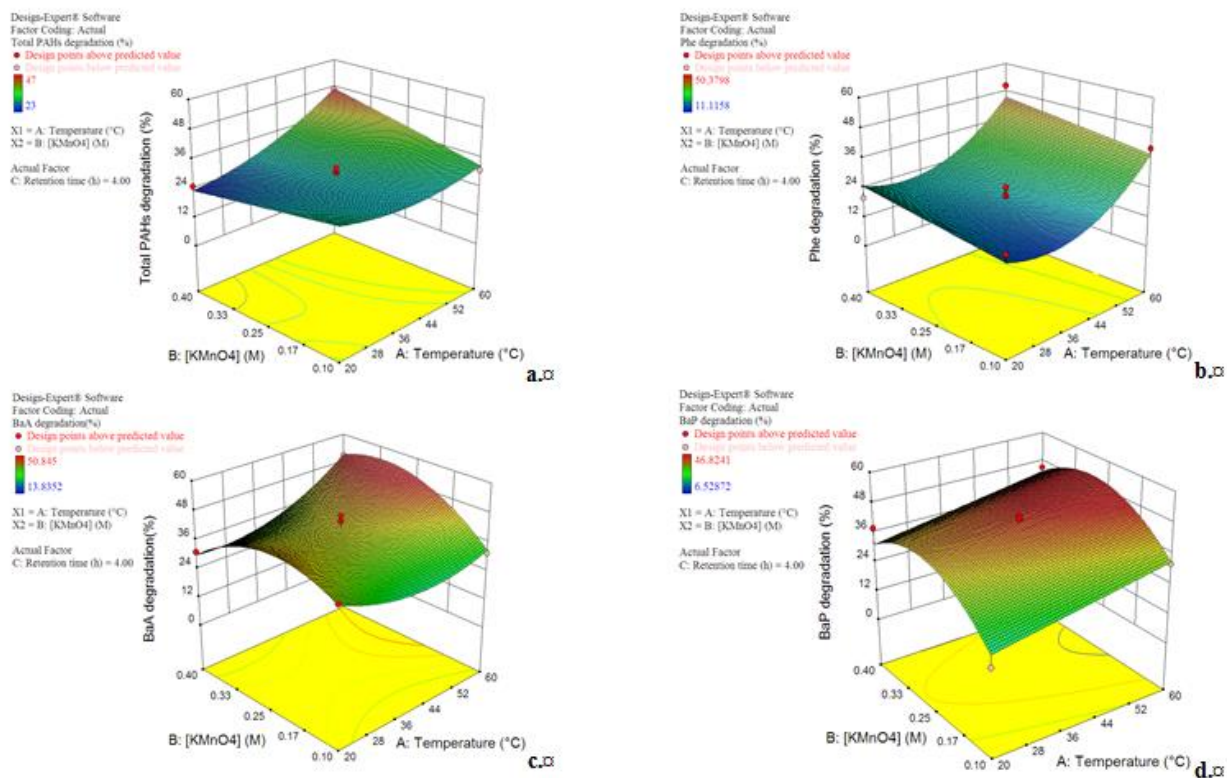 Design-Expert® Software
Factor Coding: Actual
Total PAHs degradation (%)
Design points above predicted value
Design points below predicted value
47
23
X1 = A: Temperature (°C)
X2 = B: [KMnO4] (M)
Actual Factor
C: Retention time (h) = 4.00
Total PAHs degradation (%)
60
48
36
24
12
0
0.40
0.33
0.25
0.17
0.10
B: [KMnO4] (M)
20
28
36
44
52
60
A: Temperature (°C)
a.¤
Design-Expert® Software
Factor Coding: Actual
Phe degradation (%)
Design points above predicted value
Design points below predicted value
50.3798
11.1158
X1 = A: Temperature (°C)
X2 = B: [KMnO4] (M)
Actual Factor
C: Retention time (h) = 4.00
Phe degradation (%)
60
48
36
24
12
0
0.40
0.33
0.25
0.17
0.10
B: [KMnO4] (M)
20
28
36
44
52
60
A: Temperature (°C)
b.¤
Design-Expert® Software
Factor Coding: Actual
BaA degradation(%)
Design points above predicted value
Design points below predicted value
50.845
13.8352
X1 = A: Temperature (°C)
X2 = B: [KMnO4] (M)
Actual Factor
C: Retention time (h) = 4.00
BaA degradation(%)
60
48
36
24
12
0
0.40
0.33
0.25
0.17
0.10
B: [KMnO4] (M)
20
28
36
44
52
60
A: Temperature (°C)
c.¤
Design-Expert® Software
Factor Coding: Actual
BaP degradation (%)
Design points above predicted value
Design points below predicted value
46.8241
6.52872
X1 = A: Temperature (°C)
X2 = B: [KMnO4] (M)
Actual Factor
C: Retention time (h) = 4.00
BaP degradation (%)
60
48
36
24
12
0
0.40
0.33
0.25
0.17
0.10
B: [KMnO4] (M)
20
28
36
44
52
60
A: Temperature (°C)
d.¤